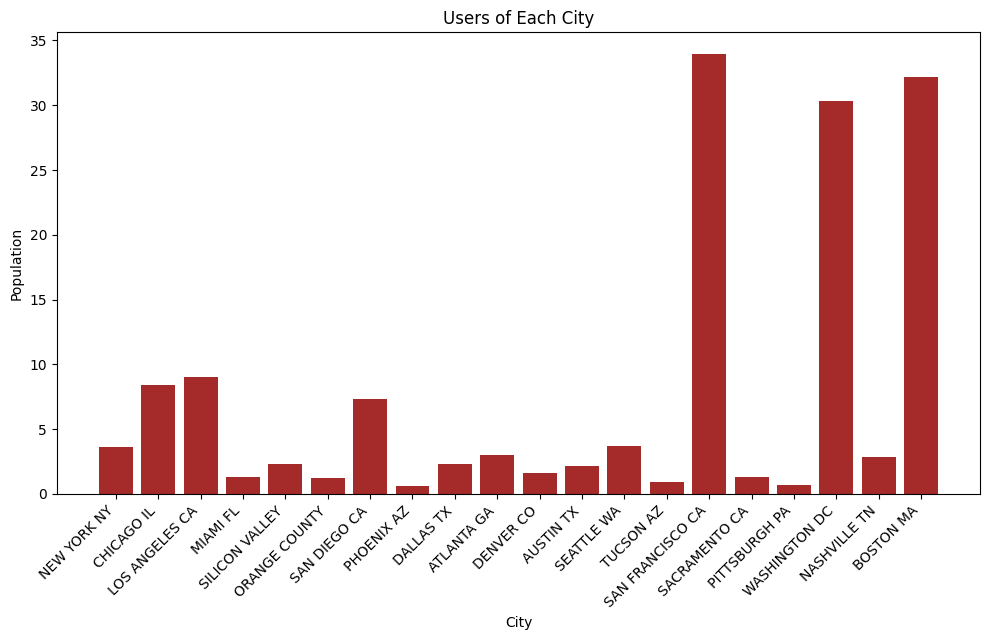 Users of Each City
Population
35
30
25
20
15
10
5
0
NEW YORK NY
CHICAGO IL
LOS ANGELES CA
MIAMI FL
SILICON VALLEY
ORANGE COUNTY
SAN DIEGO CA
PHOENIX AZ
DALLAS TX
ATLANTA GA
DENVER CO
AUSTIN TX
SEATTLE WA
TUCSON AZ
SAN FRANCISCO CA
SACRAMENTO CA
PITTSBURGH PA
WASHINGTON DC
NASHVILLE TN
BOSTON MA
City